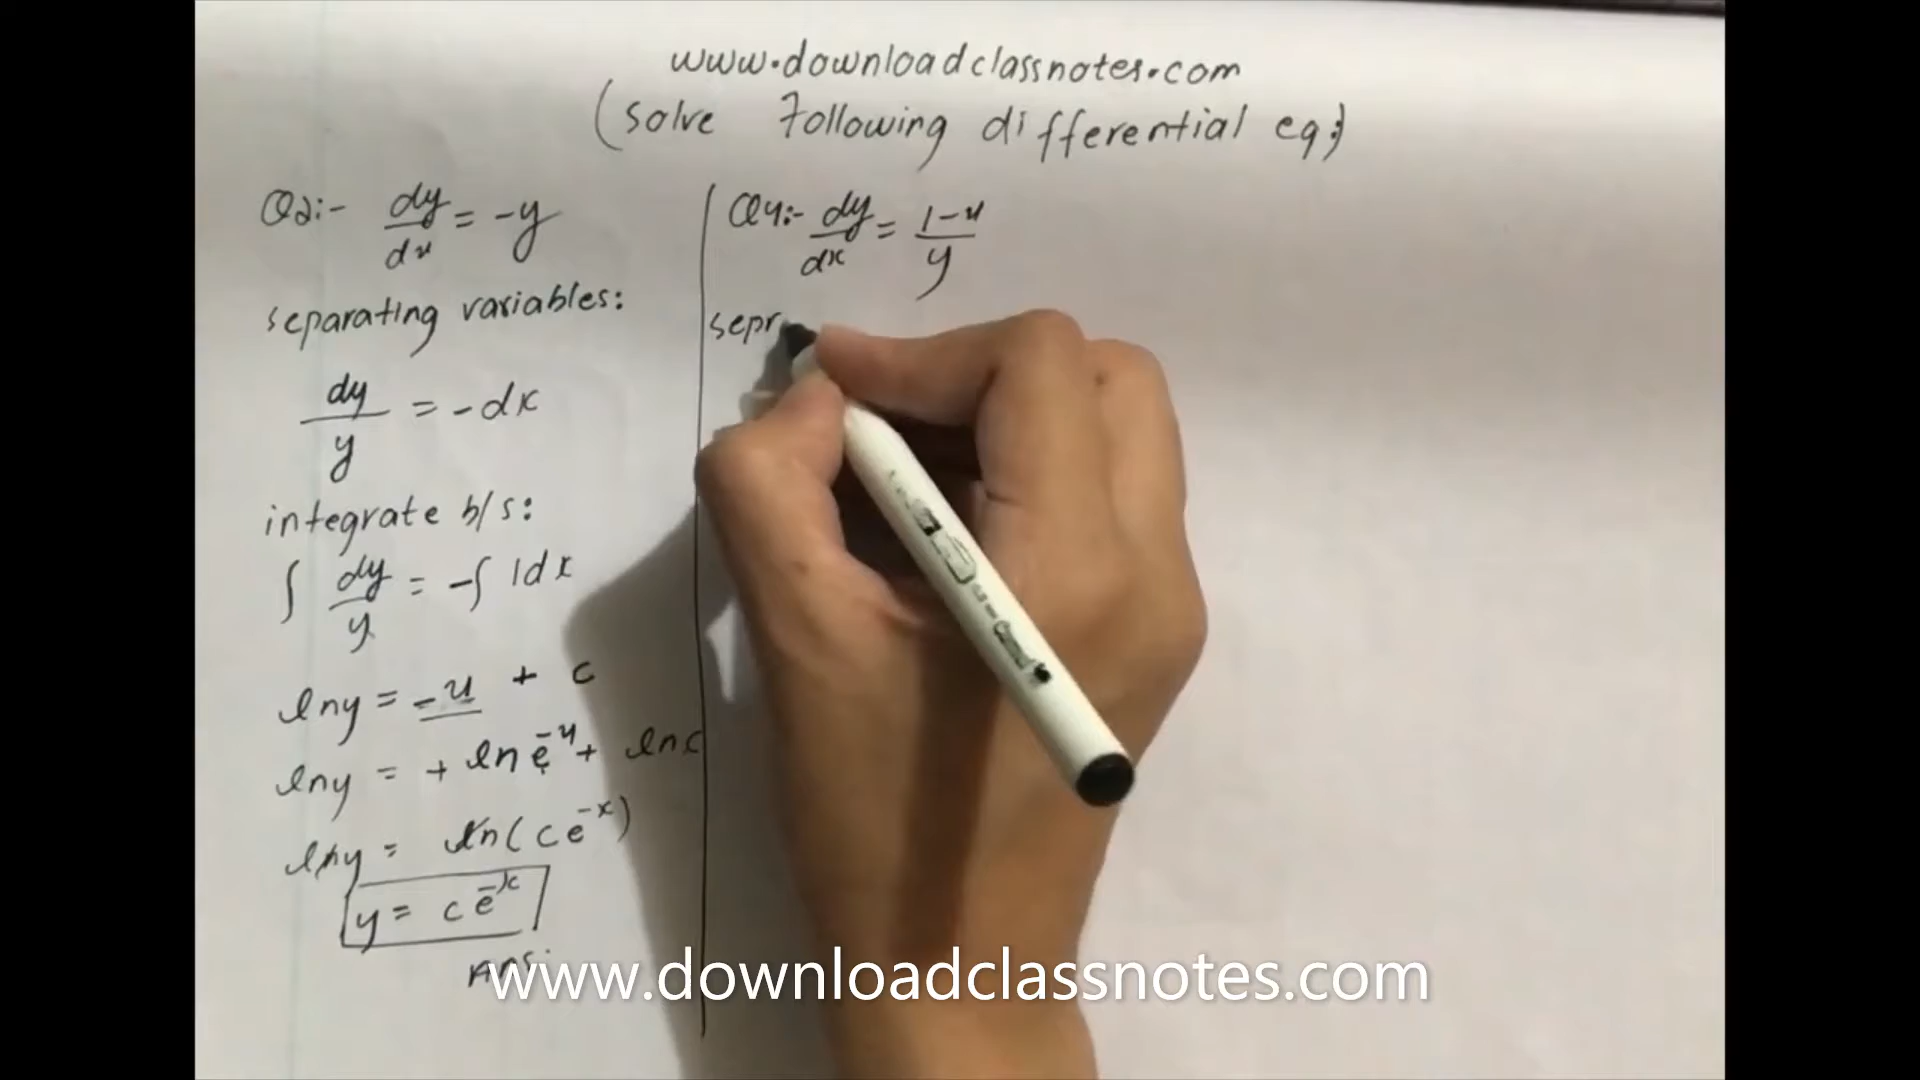 www.downloadclassnotes.com
(solve following differential eq:)
Q2:- dy/dx = -y
separating variables:
dy/y = -dx
integrate b/s:
∫ dy/y = -∫ 1dx
lny = -x + c
lny = + ln e^-x + lnc
lny = ln(ce^-x)
y = ce^-x
Ans:
Q4:- dy/dx = 1-x/y
sepr
www.downloadclassnotes.com